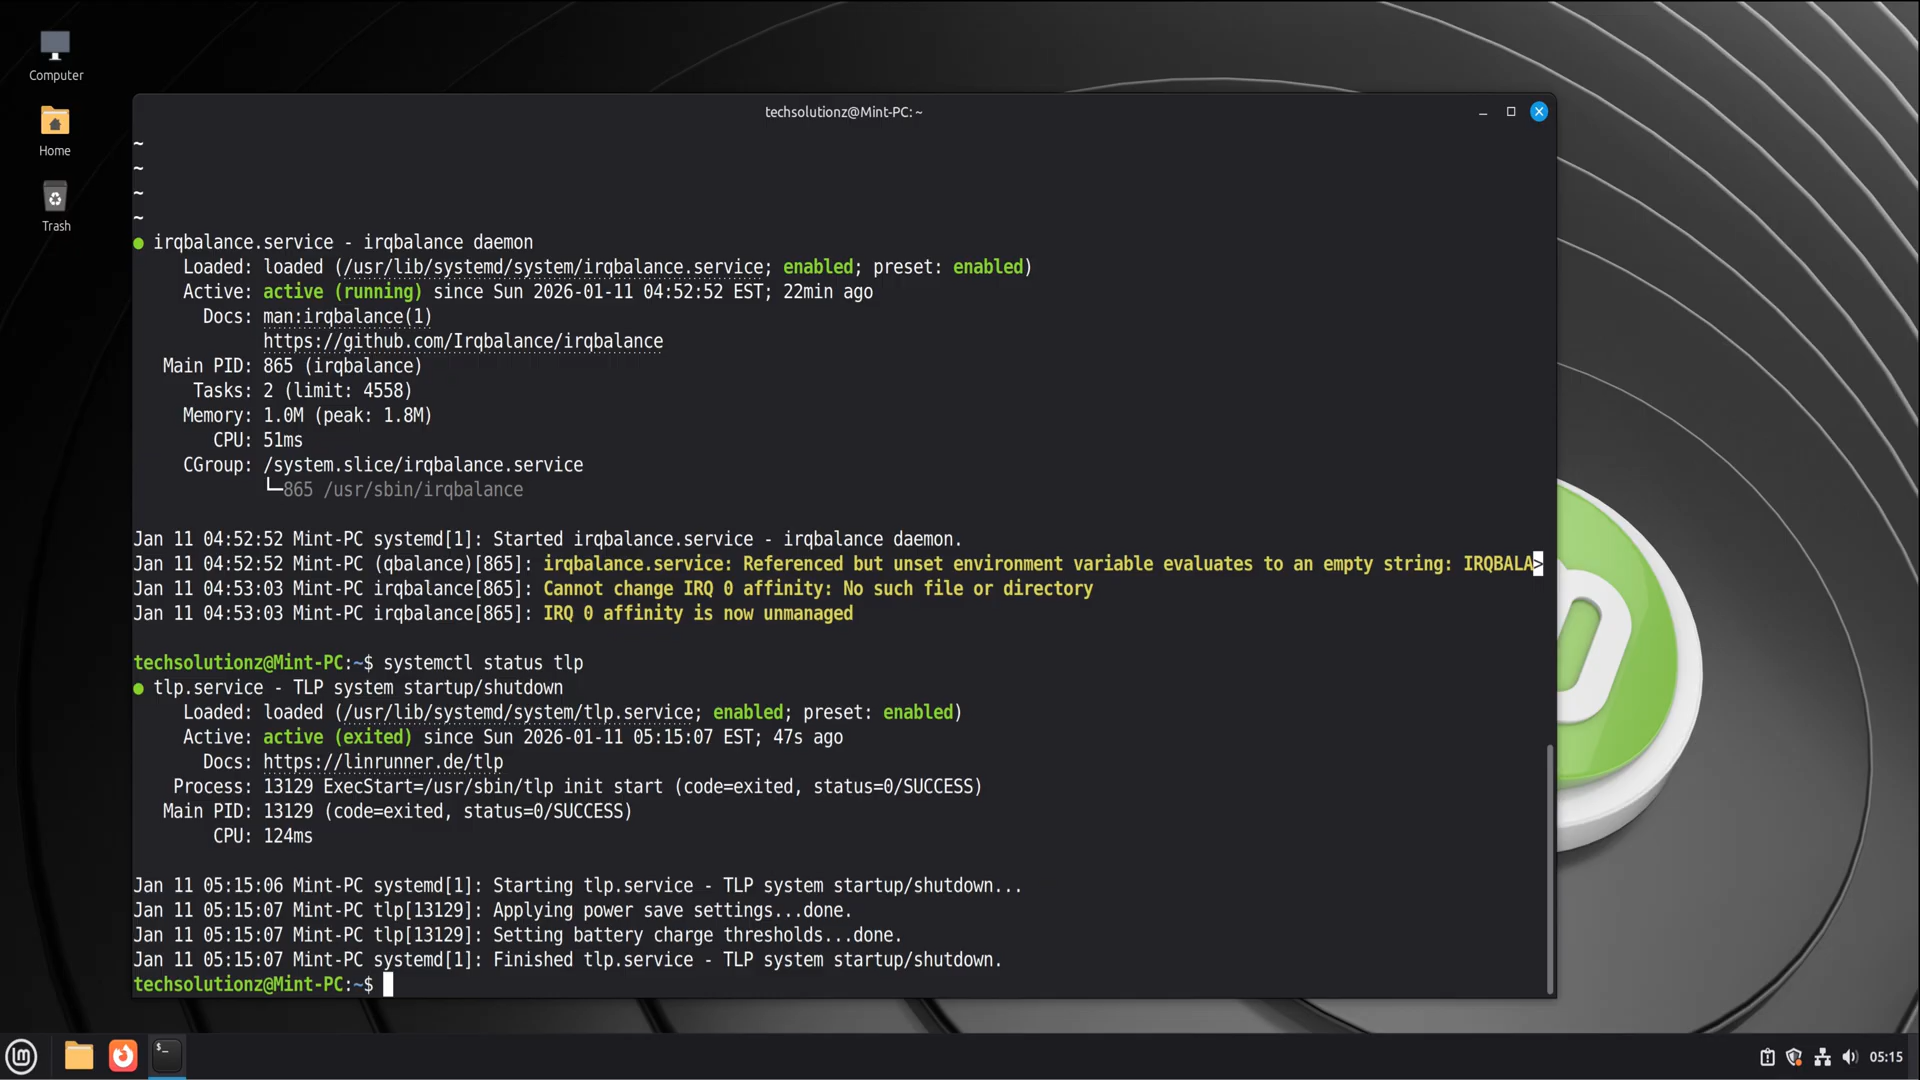 Computer
Home
Trash
techsolutionz@Mint-PC: ~
~
~
~
~
● irqbalance.service - irqbalance daemon
Loaded: loaded (/usr/lib/systemd/system/irqbalance.service; enabled; preset: enabled)
Active: active (running) since Sun 2026-01-11 04:52:52 EST; 22min ago
Docs: man:irqbalance(1)
https://github.com/Irqbalance/irqbalance
Main PID: 865 (irqbalance)
Tasks: 2 (limit: 4558)
Memory: 1.0M (peak: 1.8M)
CPU: 51ms
CGroup: /system.slice/irqbalance.service
└─865 /usr/sbin/irqbalance
Jan 11 04:52:52 Mint-PC systemd[1]: Started irqbalance.service - irqbalance daemon.
Jan 11 04:52:52 Mint-PC (qbalance)[865]: irqbalance.service: Referenced but unset environment variable evaluates to an empty string: IRQBALA>
Jan 11 04:53:03 Mint-PC irqbalance[865]: Cannot change IRQ 0 affinity: No such file or directory
Jan 11 04:53:03 Mint-PC irqbalance[865]: IRQ 0 affinity is now unmanaged
techsolutionz@Mint-PC:~$ systemctl status tlp
● tlp.service - TLP system startup/shutdown
Loaded: loaded (/usr/lib/systemd/system/tlp.service; enabled; preset: enabled)
Active: active (exited) since Sun 2026-01-11 05:15:07 EST; 47s ago
Docs: https://linrunner.de/tlp
Process: 13129 ExecStart=/usr/sbin/tlp init start (code=exited, status=0/SUCCESS)
Main PID: 13129 (code=exited, status=0/SUCCESS)
CPU: 124ms
Jan 11 05:15:06 Mint-PC systemd[1]: Starting tlp.service - TLP system startup/shutdown...
Jan 11 05:15:07 Mint-PC tlp[13129]: Applying power save settings...done.
Jan 11 05:15:07 Mint-PC tlp[13129]: Setting battery charge thresholds...done.
Jan 11 05:15:07 Mint-PC systemd[1]: Finished tlp.service - TLP system startup/shutdown.
techsolutionz@Mint-PC:~$
05:15